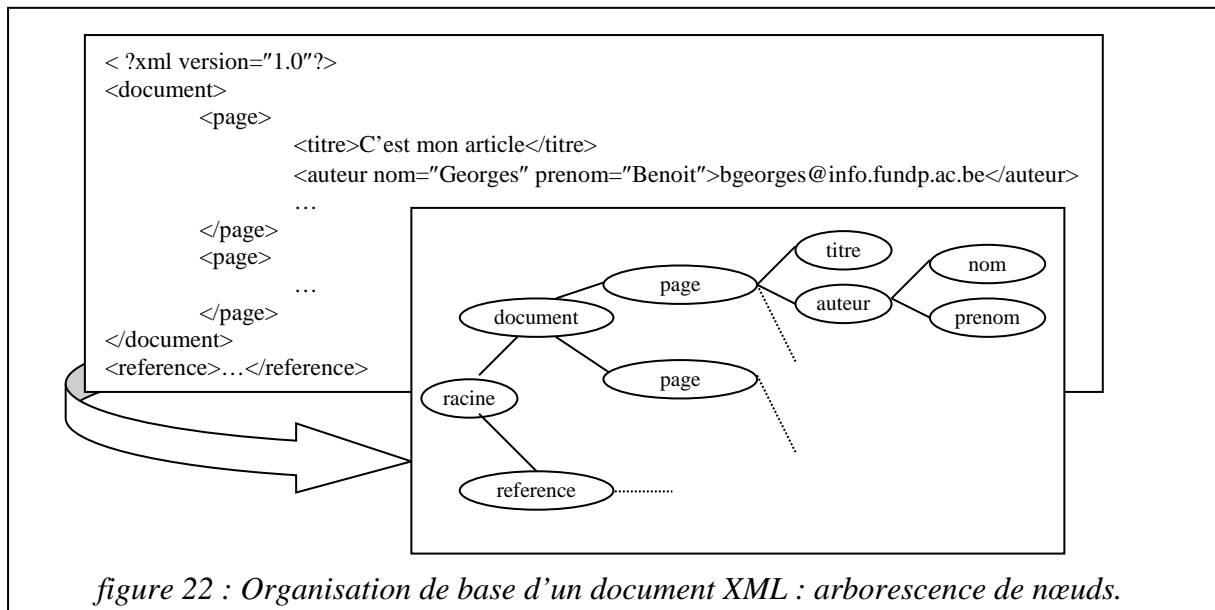 < ?xml version="1.0"?>
<document>
<page>
<titre>C'est mon article</titre>
<auteur nom="Georges" prenom="Benoit">bgeorges@info.fundp.ac.be</auteur>
…
</page>
<page>
…
</page>
</document>
<reference>…</reference>
titre
nom
page
auteur
document
prenom
page
racine
reference
figure 22 : Organisation de base d'un document XML : arborescence de nœuds.